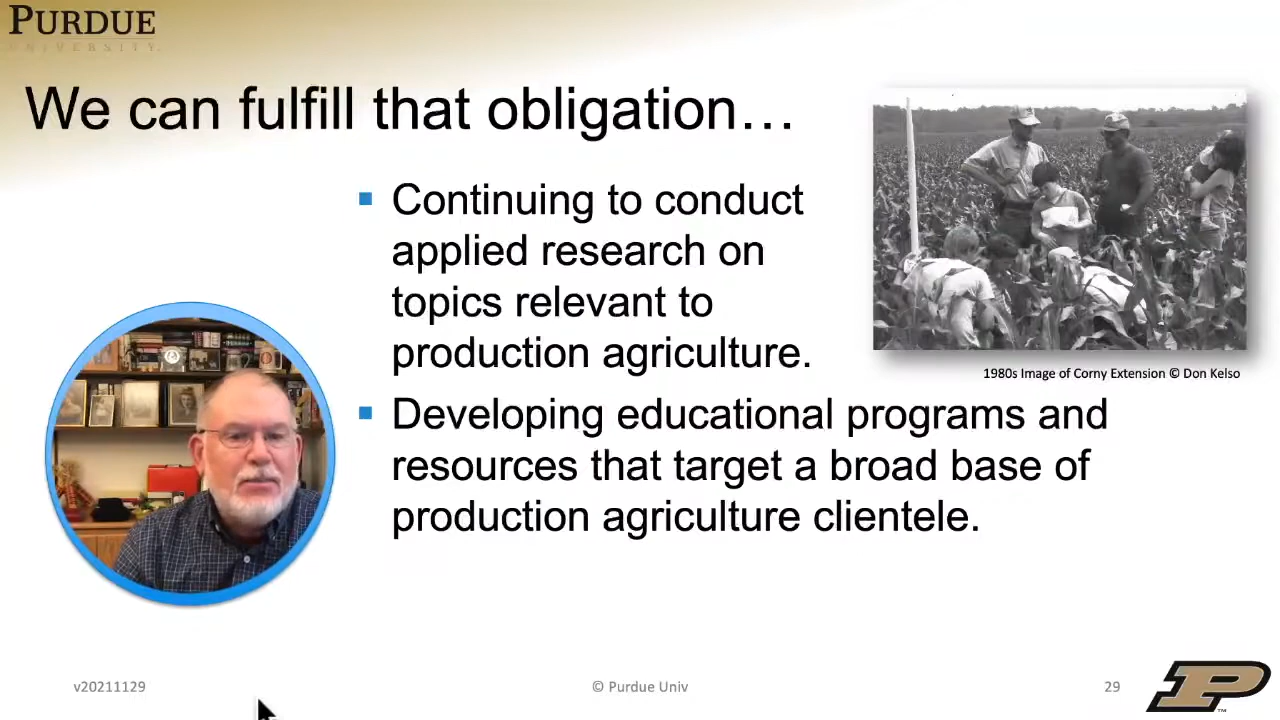 PURDUE
UNIVERSITY
We can fulfill that obligation…
▪ Continuing to conduct
applied research on
topics relevant to
production agriculture.
1980s Image of Corny Extension © Don Kelso
▪ Developing educational programs and
resources that target a broad base of
production agriculture clientele.
v20211129
© Purdue Univ
29
P
TM